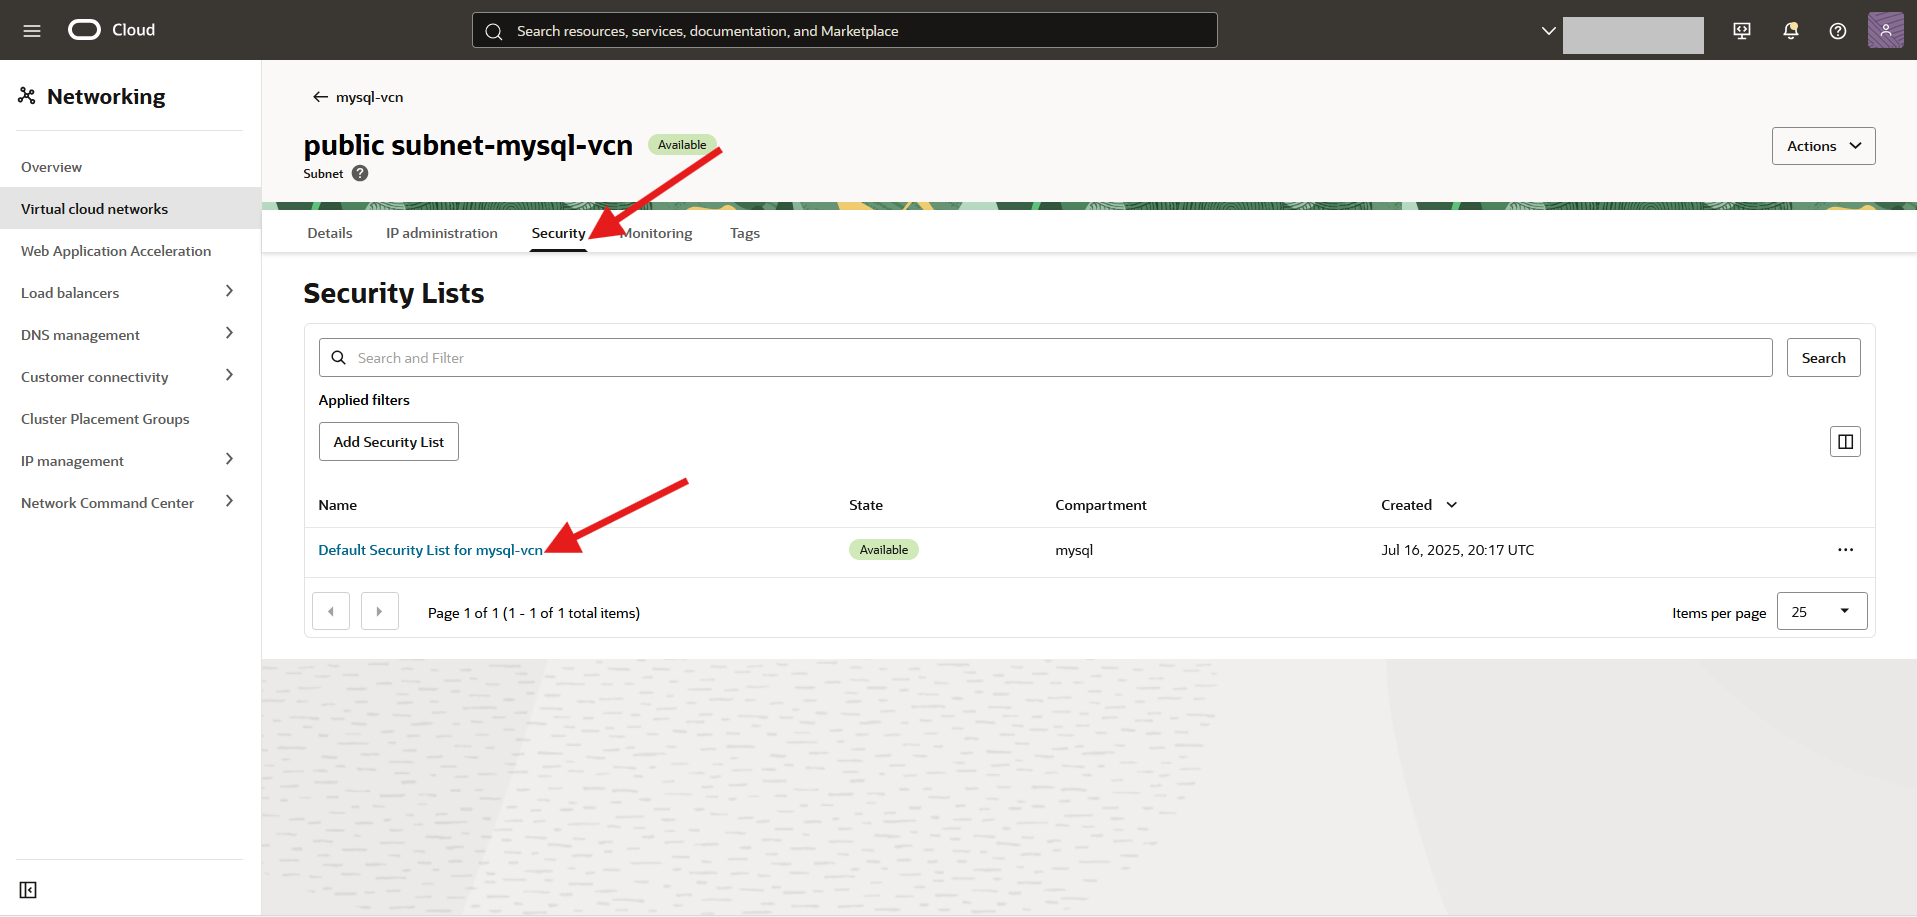 Cloud
Search resources, services, documentation, and Marketplace
Networking
Overview
Virtual cloud networks
Web Application Acceleration
Load balancers
DNS management
Customer connectivity
Cluster Placement Groups
IP management
Network Command Center
mysql-vcn
public subnet-mysql-vcn Available
Subnet ?
Actions
Details IP administration Security Monitoring Tags
Security Lists
Search and Filter Search
Applied filters
Add Security List
Name State Compartment Created
Default Security List for mysql-vcn Available mysql Jul 16, 2025, 20:17 UTC
Page 1 of 1 (1 - 1 of 1 total items) Items per page 25